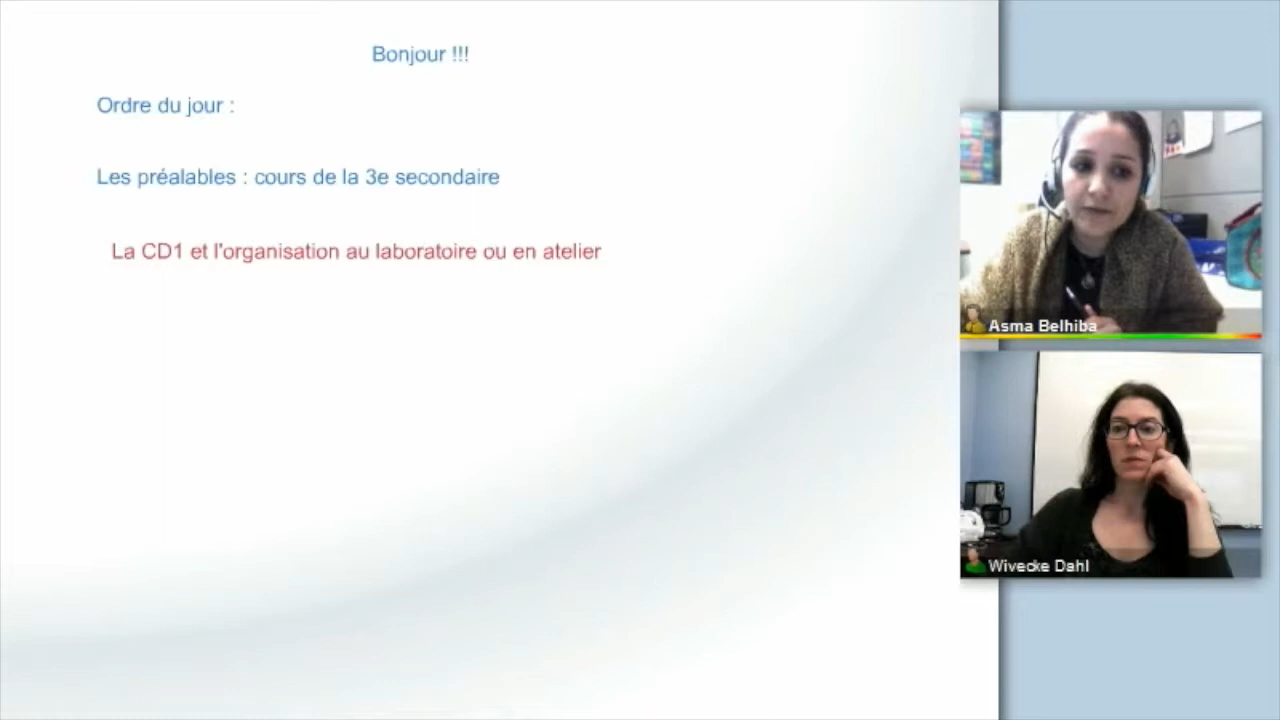 Bonjour !!!
Ordre du jour :
Les préalables : cours de la 3e secondaire
La CD1 et l'organisation au laboratoire ou en atelier
Asma Belhiba
Wivecke Dahl